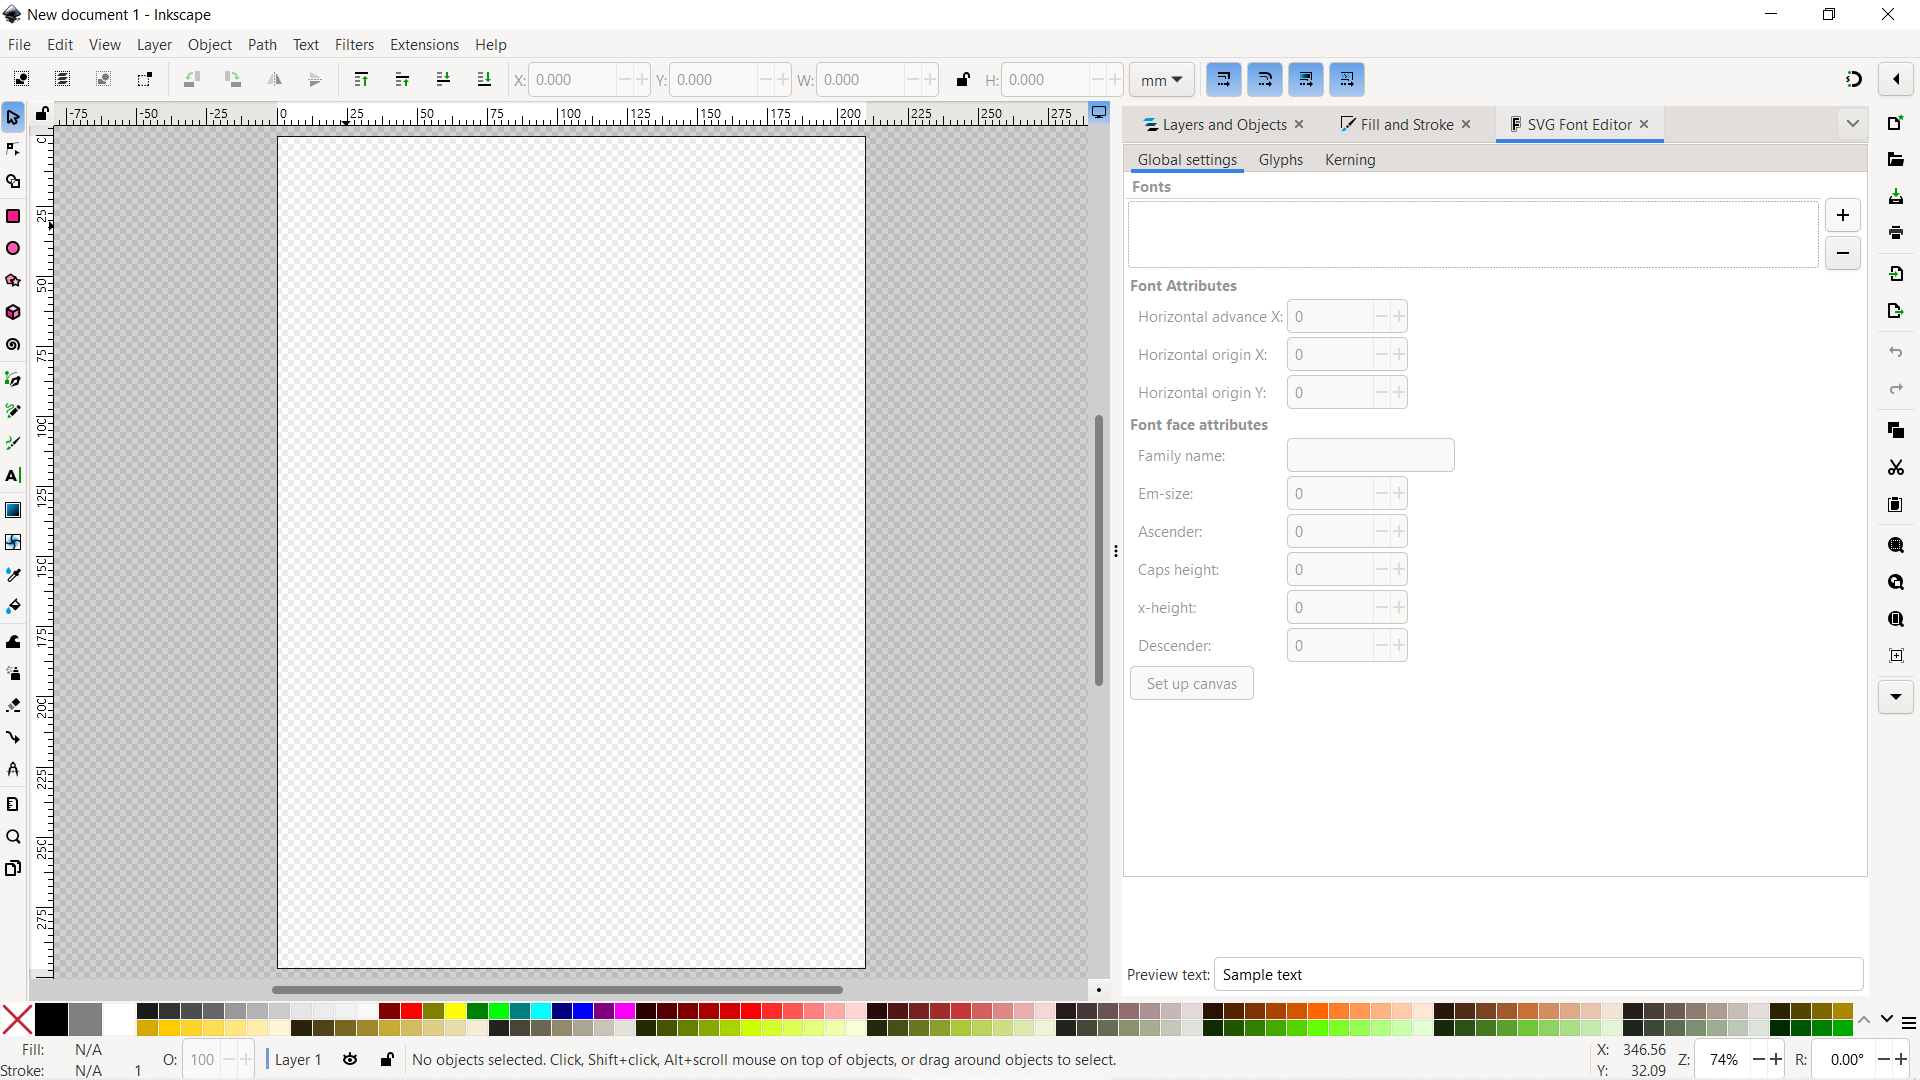 New document 1 - Inkscape
File Edit View Layer Object Path Text Filters Extensions Help
X: 0.000 Y: 0.000 W: 0.000 H: 0.000 mm
-75 -50 -25 0 25 50 75 100 125 150 175 200 225 250 275
0 25 50 75 100 125 150 175 200 225 250 275
Layers and Objects Fill and Stroke SVG Font Editor
Global settings Glyphs Kerning
Fonts
Font Attributes
Horizontal advance X: 0
Horizontal origin X: 0
Horizontal origin Y: 0
Font face attributes
Family name:
Em-size: 0
Ascender: 0
Caps height: 0
x-height: 0
Descender: 0
Set up canvas
Preview text: Sample text
Fill: N/A
Stroke: N/A 1
O: 100
Layer 1
No objects selected. Click, Shift+click, Alt+scroll mouse on top of objects, or drag around objects to select.
X: 346.56
Y: 32.09
Z: 74%
R: 0.00°